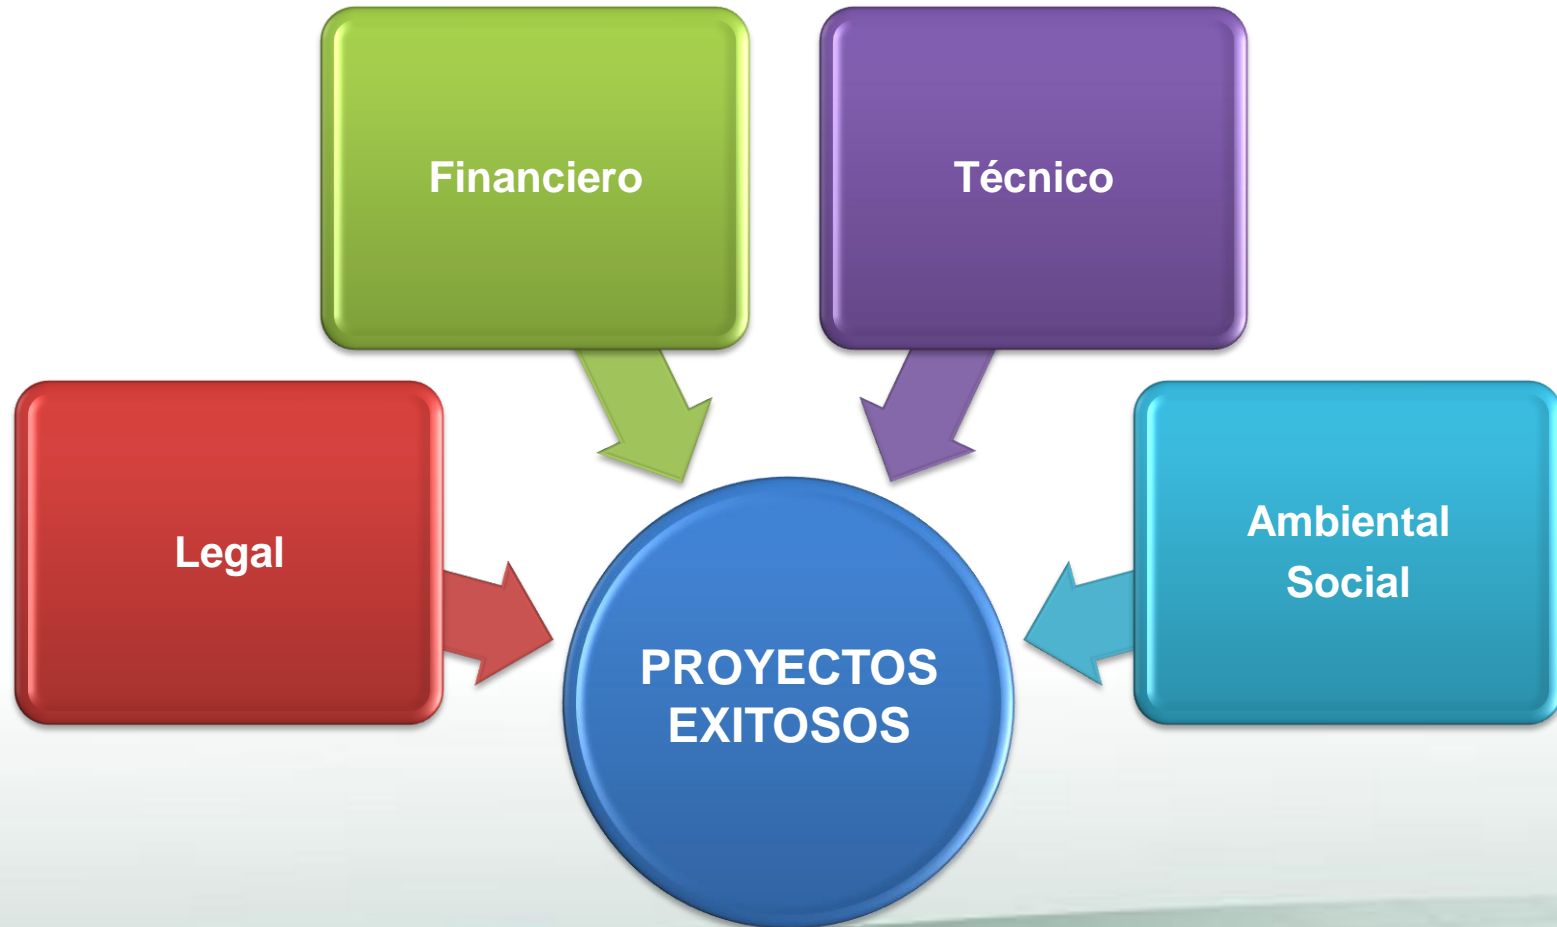 Financiero
Técnico
Legal
Ambiental
Social
PROYECTOS
EXITOSOS